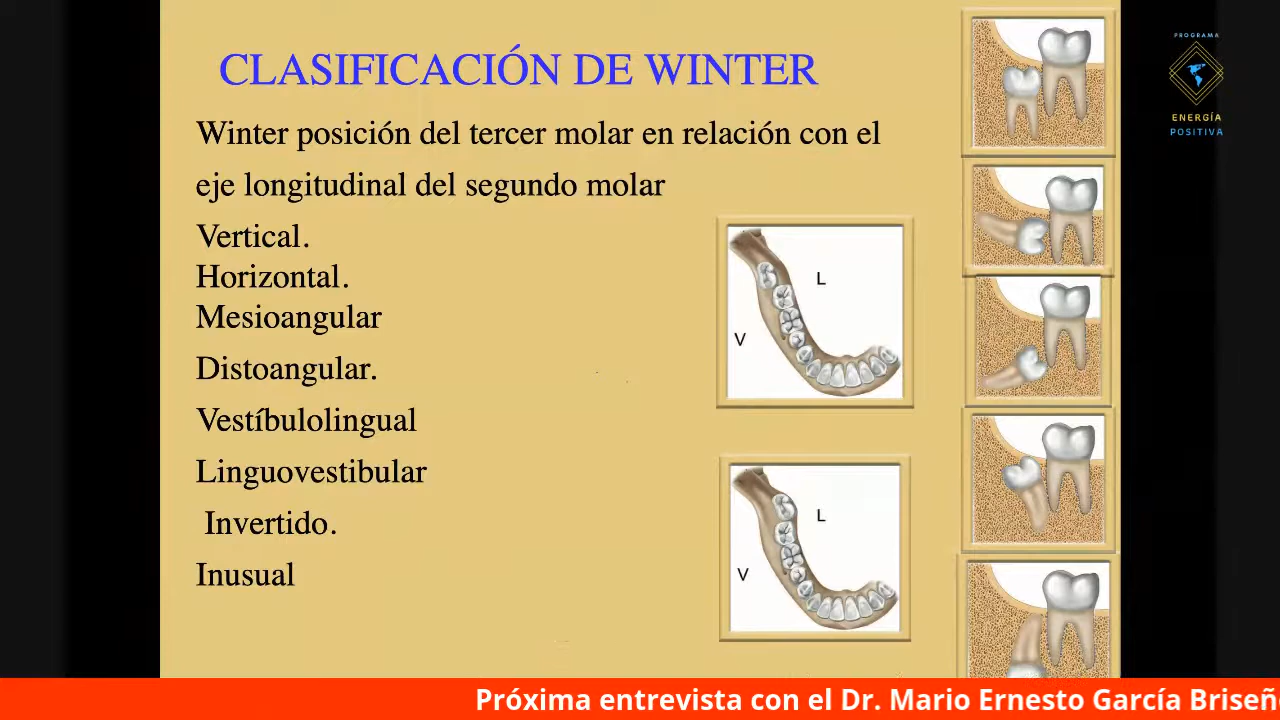 CLASIFICACIÓN DE WINTER
Winter posición del tercer molar en relación con el
eje longitudinal del segundo molar
Vertical.
Horizontal.
Mesioangular
Distoangular.
Vestíbulolingual
Linguovestibular
Invertido.
Inusual
L
V
L
V
PROGRAMA
ENERGÍA
POSITIVA
Próxima entrevista con el Dr. Mario Ernesto García Briseñ